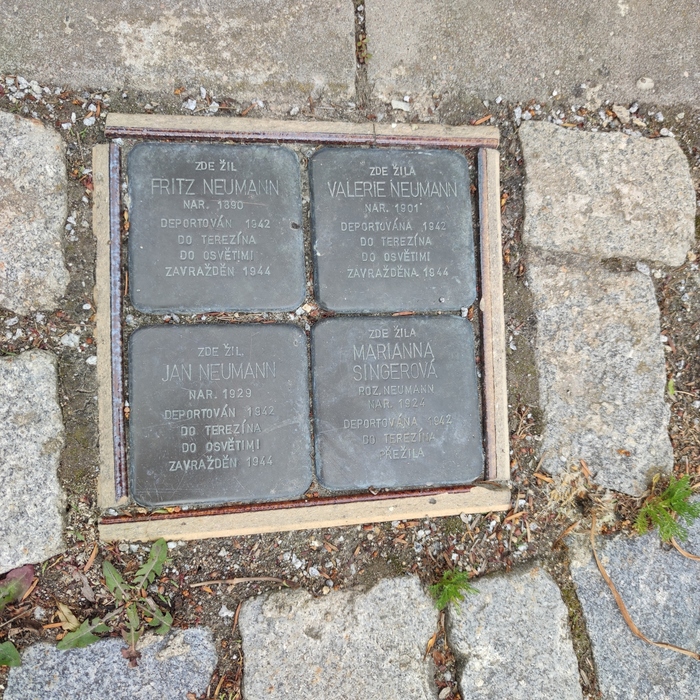 ZDE ŽIL
FRITZ NEUMANN
NAR. 1890
DEPORTOVÁN 1942
DO TEREZÍNA
DO OSVĚTIMI
ZAVRAŽDĚN 1944
ZDE ŽILA
VALERIE NEUMANN
NAR. 1901
DEPORTOVÁNA 1942
DO TEREZÍNA
DO OSVĚTIMI
ZAVRAŽDĚNA 1944
ZDE ŽIL
JAN NEUMANN
NAR. 1929
DEPORTOVÁN 1942
DO TEREZÍNA
DO OSVĚTIMI
ZAVRAŽDĚN 1944
ZDE ŽILA
MARIANNA
SINGEROVÁ
ROZ. NEUMANN
NAR. 1924
DEPORTOVÁNA 1942
DO TEREZÍNA
PŘEŽILA